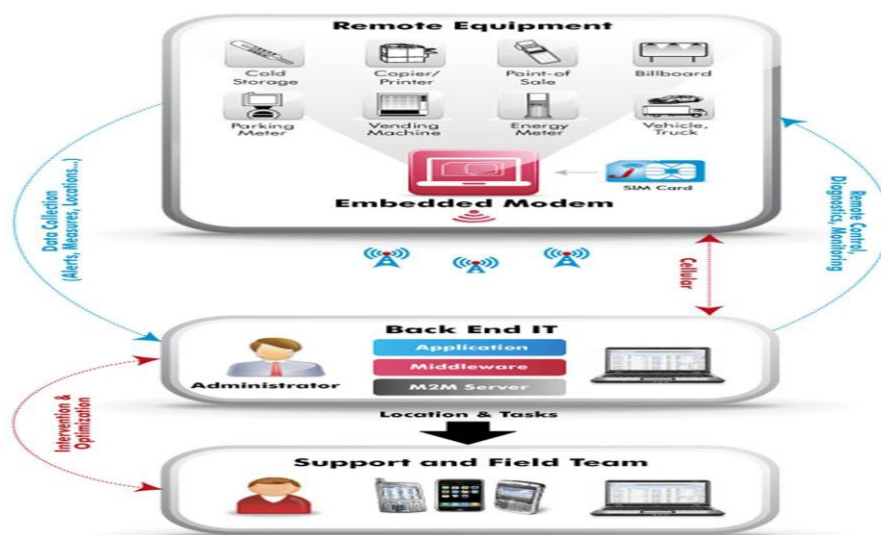 Remote Equipment
Cold
Storage
Copier/
Printer
Point-of
Sale
Billboard
Parking
Meter
Vending
Machine
Energy
Meter
Vehicle,
Truck
SIM Card
Embedded Modem
Data Collection
(Alerts, Measures, Locations...)
Remote Control,
Diagnostics, Monitoring
Cellular
Back End IT
Application
Middleware
M2M Server
Administrator
Intervention &
Optimization
Location & Tasks
Support and Field Team